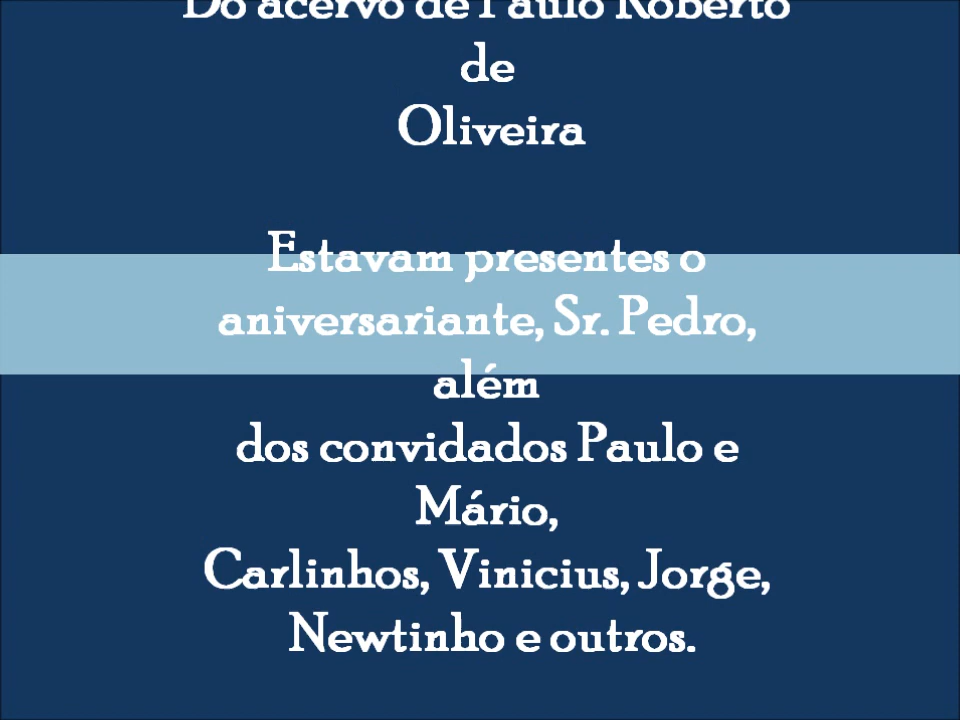 Do acervo de Paulo Roberto
de
Oliveira
Estavam presentes o
aniversariante, Sr. Pedro,
além
dos convidados Paulo e
Mário,
Carlinhos, Vinicius, Jorge,
Newtinho e outros.